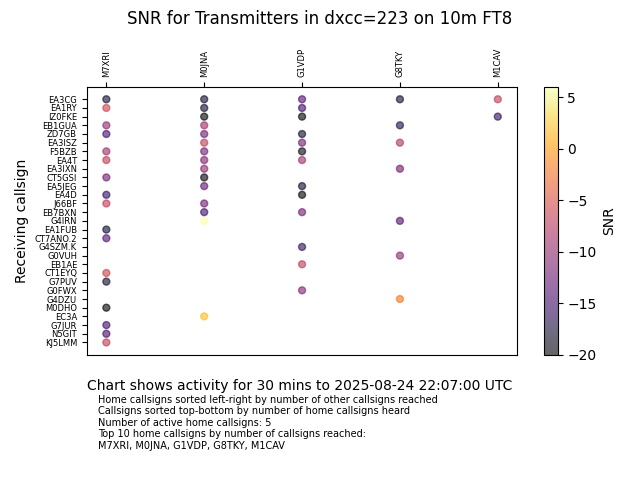 SNR for Transmitters in dxcc=223 on 10m FT8
M7XRI
M0JNA
G1VDP
G8TKY
M1CAV
Receiving callsign
EA3CG
EA1RY
IZ0FKE
EB1GUA
ZD7GB
EA3ISZ
F5BZB
EA4T
EA3IXN
CT5GSI
EA5JEG
EA4D
J66BF
EB7BXN
G4IRN
EA1FUB
CT7ANO.2
G4SZM.K
G0VUH
EB1AE
CT1EYQ
G7PUV
G0FWX
G4DZU
M0DHO
EC3A
G7JUR
N5GIT
KJ5LMM
5
0
−5
−10
−15
−20
SNR
Chart shows activity for 30 mins to 2025-08-24 22:07:00 UTC
Home callsigns sorted left-right by number of other callsigns reached
Callsigns sorted top-bottom by number of home callsigns heard
Number of active home callsigns: 5
Top 10 home callsigns by number of callsigns reached:
M7XRI, M0JNA, G1VDP, G8TKY, M1CAV